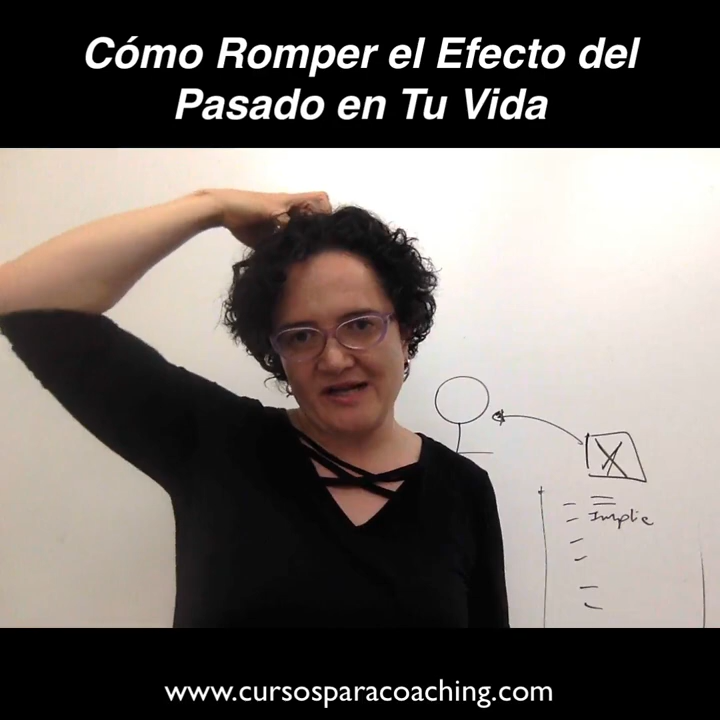 Cómo Romper el Efecto del
Pasado en Tu Vida
Implic
www.cursosparacoaching.com